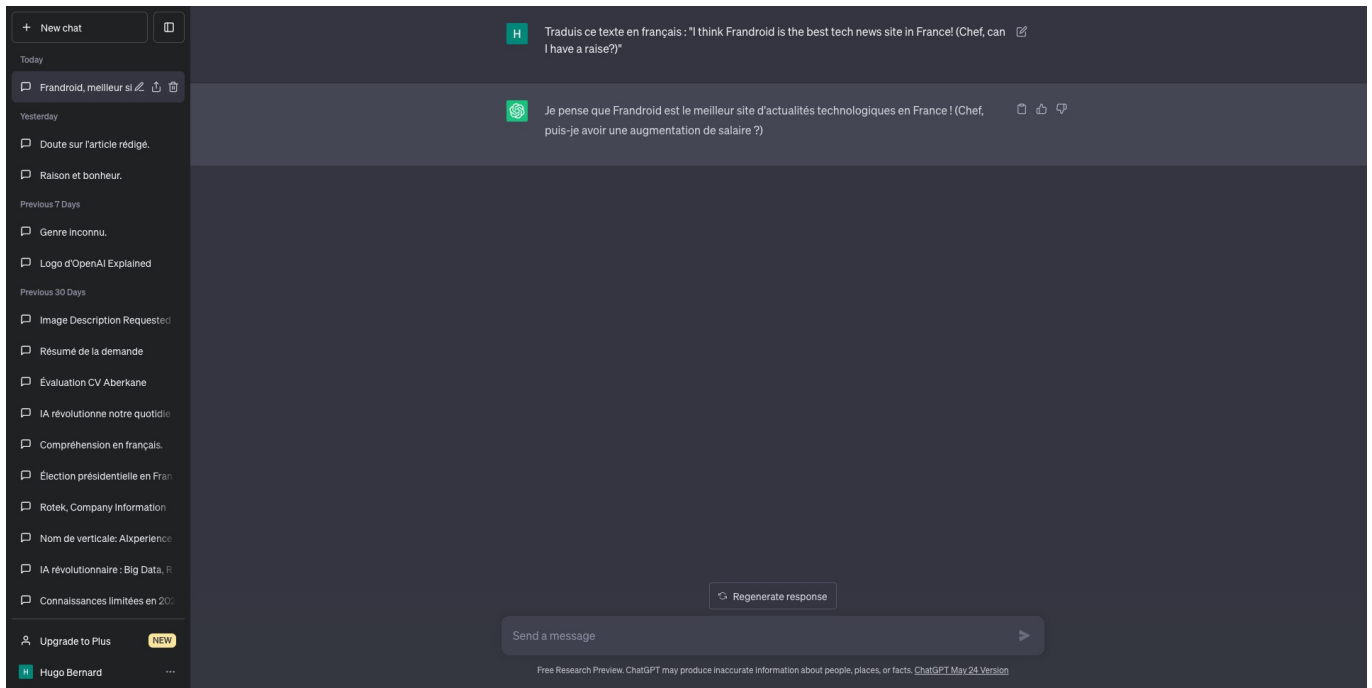 New chat
Today
Frandroid, meilleur si
Yesterday
Doute sur l'article rédigé.
Raison et bonheur.
Previous 7 Days
Genre inconnu.
Logo d'OpenAI Explained
Previous 30 Days
Image Description Requested
Résumé de la demande
Évaluation CV Aberkane
IA révolutionne notre quotidie
Compréhension en français.
Élection présidentielle en Fran
Rotek, Company Information
Nom de verticale: AIxperience
IA révolutionnaire : Big Data, R
Connaissances limitées en 202
Upgrade to Plus NEW
H Hugo Bernard
H Traduis ce texte en français : "I think Frandroid is the best tech news site in France! (Chef, can
I have a raise?)"
Je pense que Frandroid est le meilleur site d'actualités technologiques en France ! (Chef,
puis-je avoir une augmentation de salaire ?)
Regenerate response
Send a message
Free Research Preview. ChatGPT may produce inaccurate information about people, places, or facts. ChatGPT May 24 Version